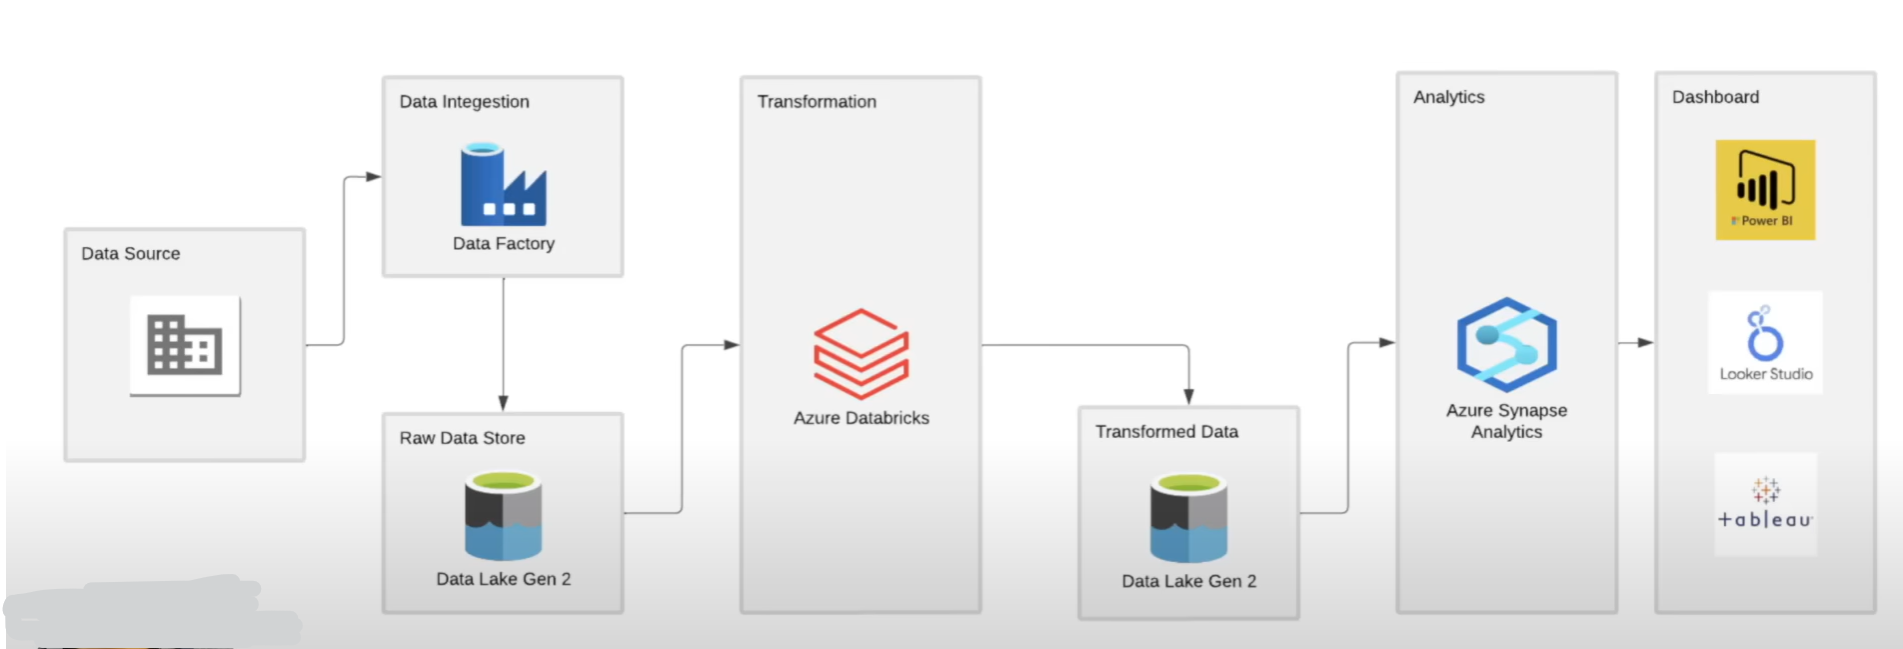 Data Source
Data Integestion
Data Factory
Raw Data Store
Data Lake Gen 2
Transformation
Azure Databricks
Transformed Data
Data Lake Gen 2
Analytics
Azure Synapse
Analytics
Dashboard
Power BI
Looker Studio
+ableau